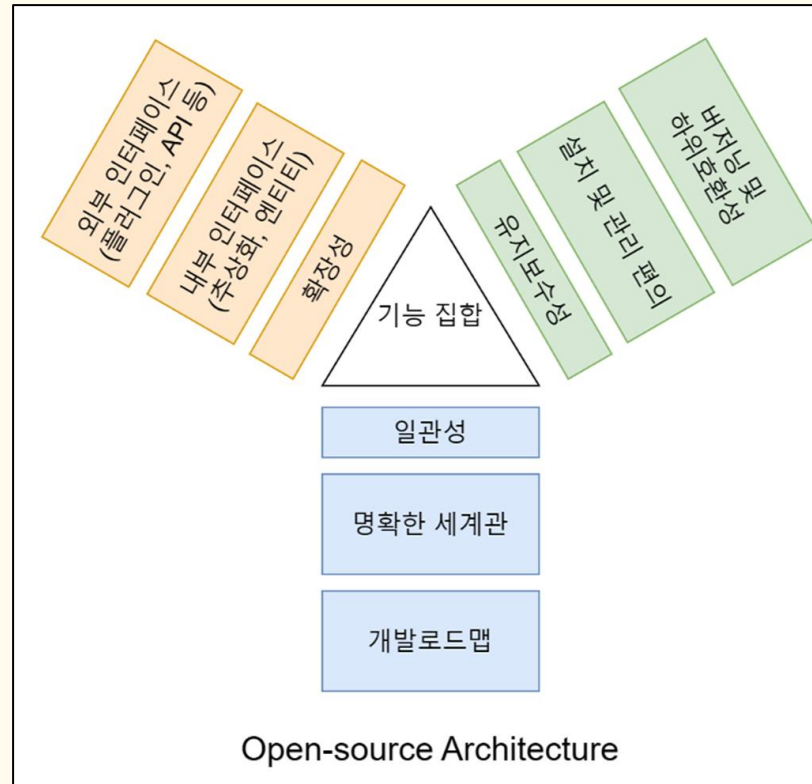 외부 인터페이스
(플러그인, API 등)
내부 인터페이스
(추상화, 엔티티)
확장성
기능 집합
유지보수성
설치 및 관리 편의
버저닝 및
하위호환성
일관성
명확한 세계관
개발로드맵
Open-source Architecture